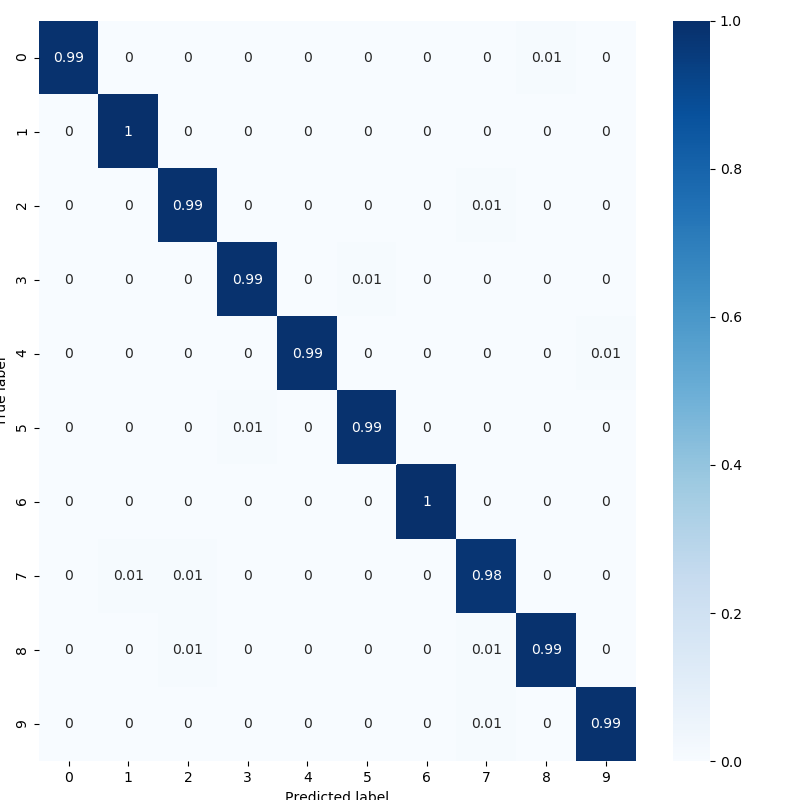 0 0.99 0 0 0 0 0 0 0 0.01 0
1 0 1 0 0 0 0 0 0 0 0
2 0 0 0.99 0 0 0 0 0.01 0 0
3 0 0 0 0.99 0 0.01 0 0 0 0
4 0 0 0 0 0.99 0 0 0 0 0.01
5 0 0 0 0.01 0 0.99 0 0 0 0
6 0 0 0 0 0 0 1 0 0 0
7 0 0.01 0.01 0 0 0 0 0.98 0 0
8 0 0 0.01 0 0 0 0 0.01 0.99 0
9 0 0 0 0 0 0 0 0.01 0 0.99
0 1 2 3 4 5 6 7 8 9
Predicted label
True label
1.0
0.8
0.6
0.4
0.2
0.0